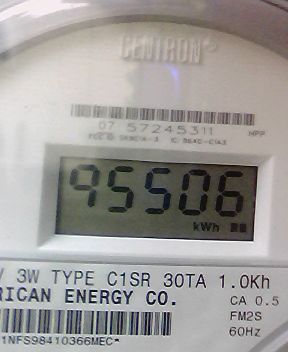 CENTRON®
07 57245311 NPP
95506
kWh
V 3W TYPE C1SR 30TA 1.0Kh
RICAN ENERGY CO. CA 0.5
FM2S
1NFS98410366MEC* 60Hz